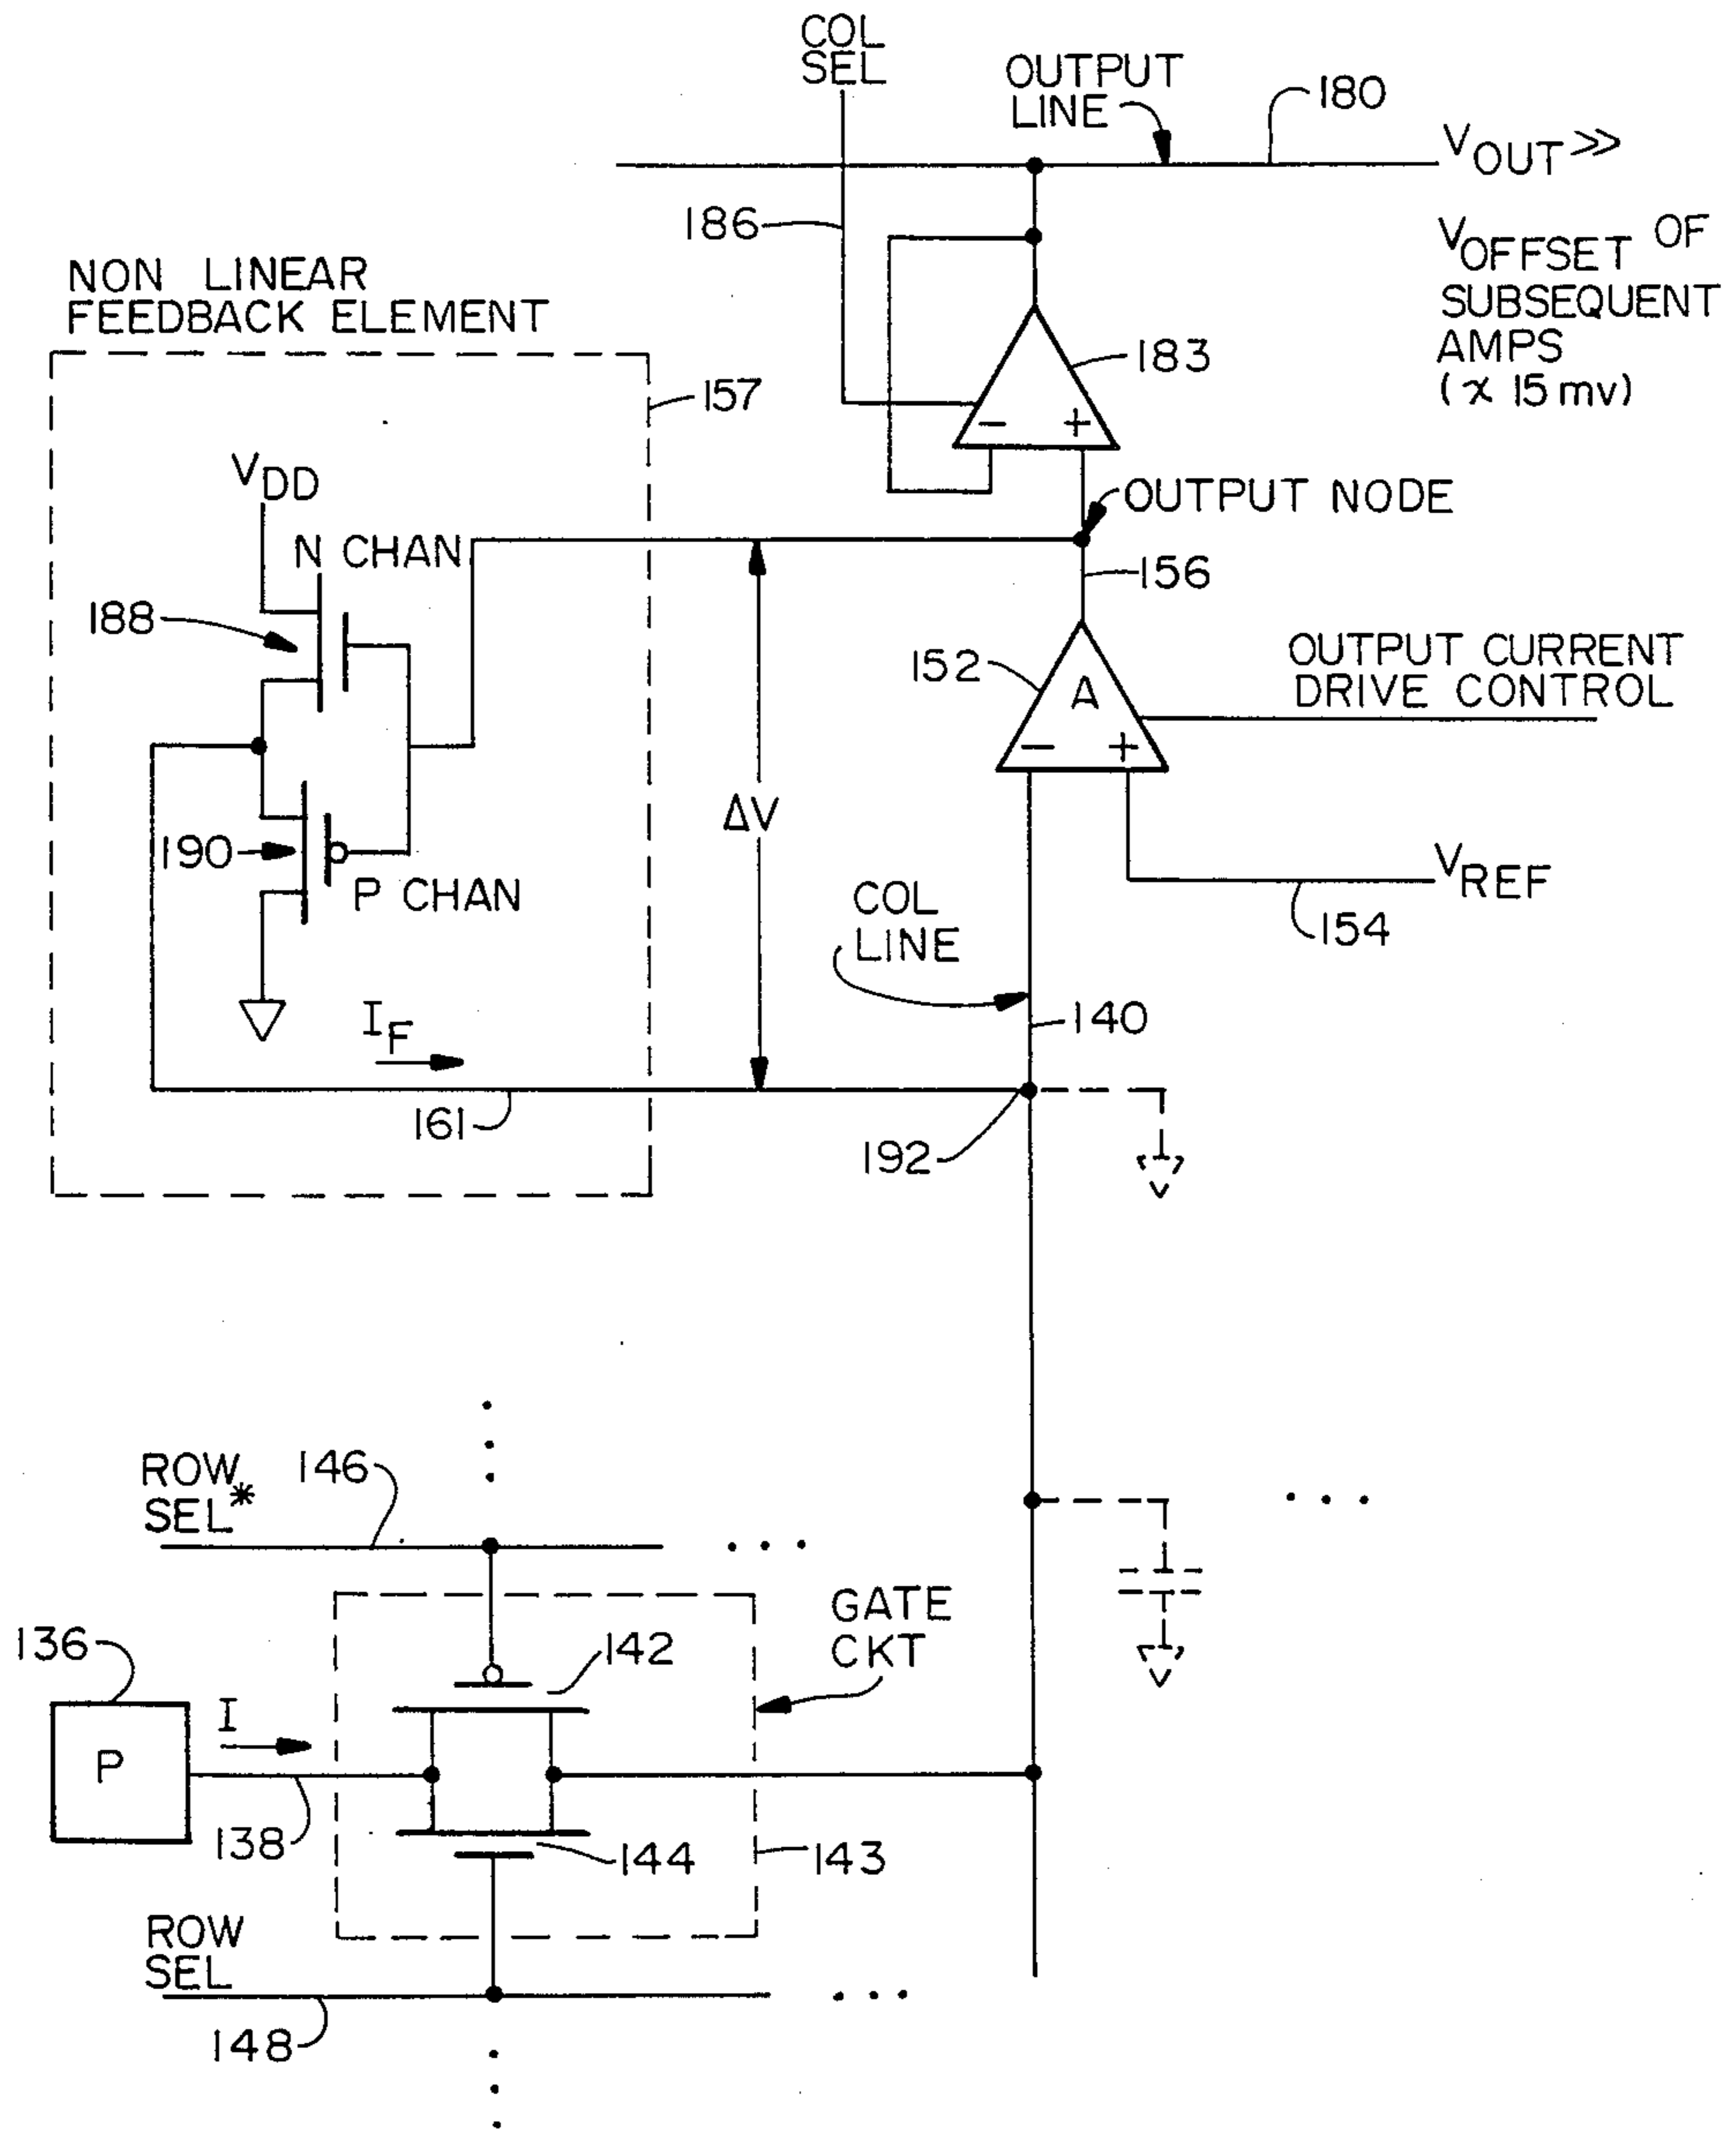 COL
SEL
OUTPUT
LINE
180
VOUT >>
186
VOFFSET OF
SUBSEQUENT
AMPS
(∝ 15 mv)
NON LINEAR
FEEDBACK ELEMENT
183
157
− +
VDD
OUTPUT NODE
N CHAN
156
188
152
A
OUTPUT CURRENT
DRIVE CONTROL
− +
ΔV
190
P CHAN
VREF
COL
LINE
154
IF
140
161
192
ROW
SEL*
146
GATE
CKT
136
142
I
P
138
144
143
ROW
SEL
148